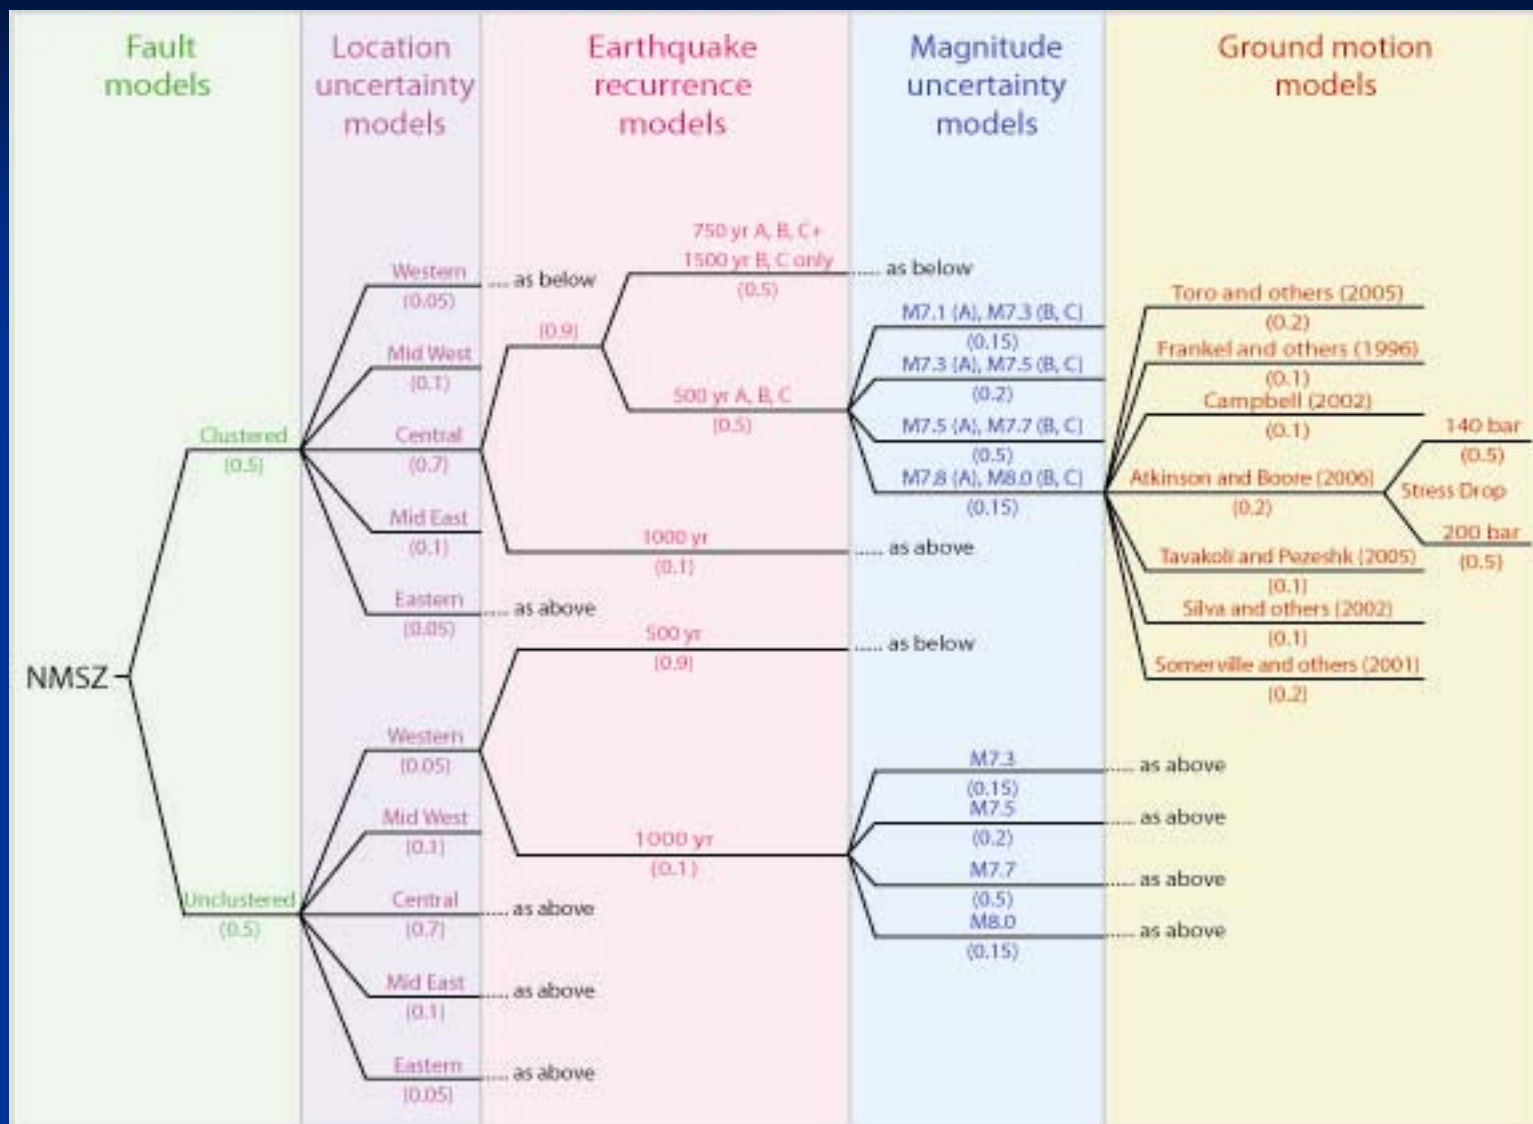 Fault
models
Location
uncertainty
models
Earthquake
recurrence
models
Magnitude
uncertainty
models
Ground motion
models
NMSZ
Clustered
(0.5)
Unclustered
(0.5)
Western
(0.05)
.... as below
Mid West
(0.1)
Central
(0.7)
Mid East
(0.1)
Eastern
(0.05)
..... as above
Western
(0.05)
Mid West
(0.1)
Central
(0.7)
..... as above
Mid East
(0.1)
..... as above
Eastern
(0.05)
..... as above
(0.9)
750 yr A, B, C+
1500 yr B, C only
(0.5)
..... as below
500 yr A, B, C
(0.5)
1000 yr
(0.1)
..... as above
500 yr
(0.9)
..... as below
1000 yr
(0.1)
M7.1 (A), M7.3 (B, C)
(0.15)
M7.3 (A), M7.5 (B, C)
(0.2)
M7.5 (A), M7.7 (B, C)
(0.5)
M7.8 (A), M8.0 (B, C)
(0.15)
M7.3
(0.15)
..... as above
M7.5
(0.2)
..... as above
M7.7
(0.5)
..... as above
M8.0
(0.15)
..... as above
Toro and others (2005)
(0.2)
Frankel and others (1996)
(0.1)
Campbell (2002)
(0.1)
Atkinson and Boore (2006)
(0.2)
140 bar
(0.5)
Stress Drop
200 bar
(0.5)
Tavakoli and Pezeshk (2005)
(0.1)
Silva and others (2002)
(0.1)
Somerville and others (2001)
(0.2)